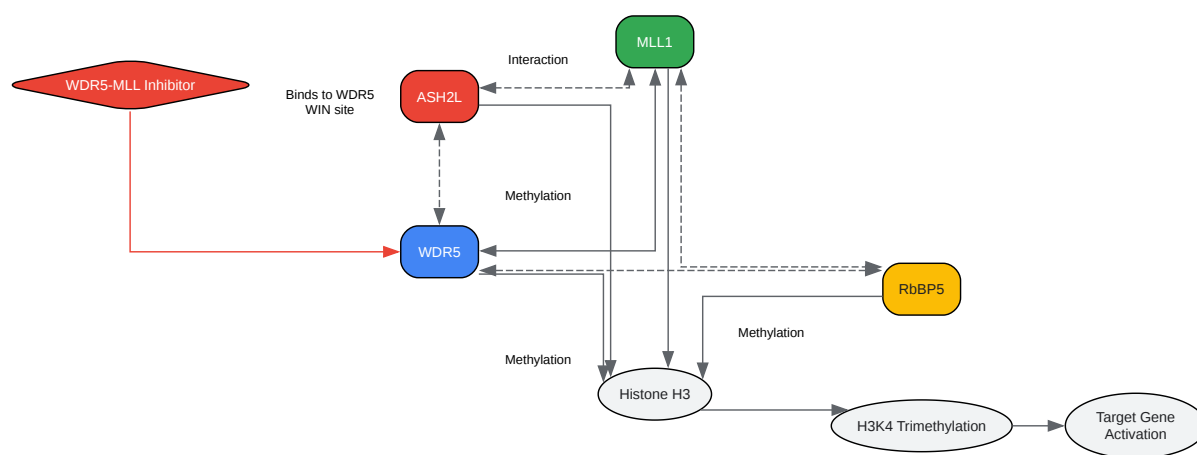 MLL1
Interaction
WDR5-MLL Inhibitor
Binds to WDR5
WIN site
ASH2L
Methylation
WDR5
RbBP5
Methylation
Methylation
Histone H3
H3K4 Trimethylation
Target Gene
Activation